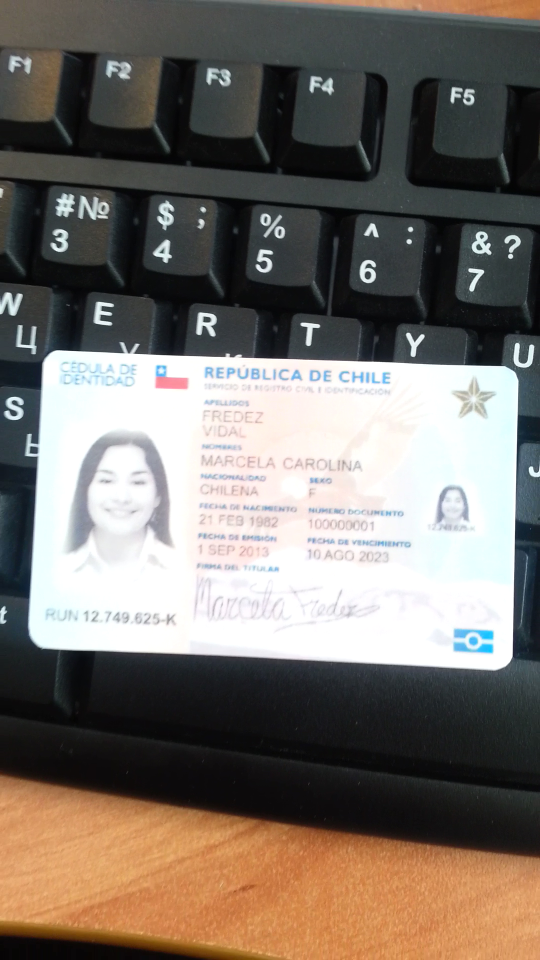 F1 F2 F3 F4 F5
# № $ ; % ^ : & ?
3 4 5 6 7
W E R T Y U
Ц
S
CÉDULA DE
IDENTIDAD
REPÚBLICA DE CHILE
SERVICIO DE REGISTRO CIVIL E IDENTIFICACIÓN
APELLIDOS
FREDEZ
VIDAL
NOMBRES
MARCELA CAROLINA
NACIONALIDAD SEXO
CHILENA F
FECHA DE NACIMIENTO NÚMERO DOCUMENTO
21 FEB 1982 100000001
FECHA DE EMISIÓN FECHA DE VENCIMIENTO
1 SEP 2013 10 AGO 2023
FIRMA DEL TITULAR
Marcela Fredez
RUN 12.749.625-K
12.749.625-K